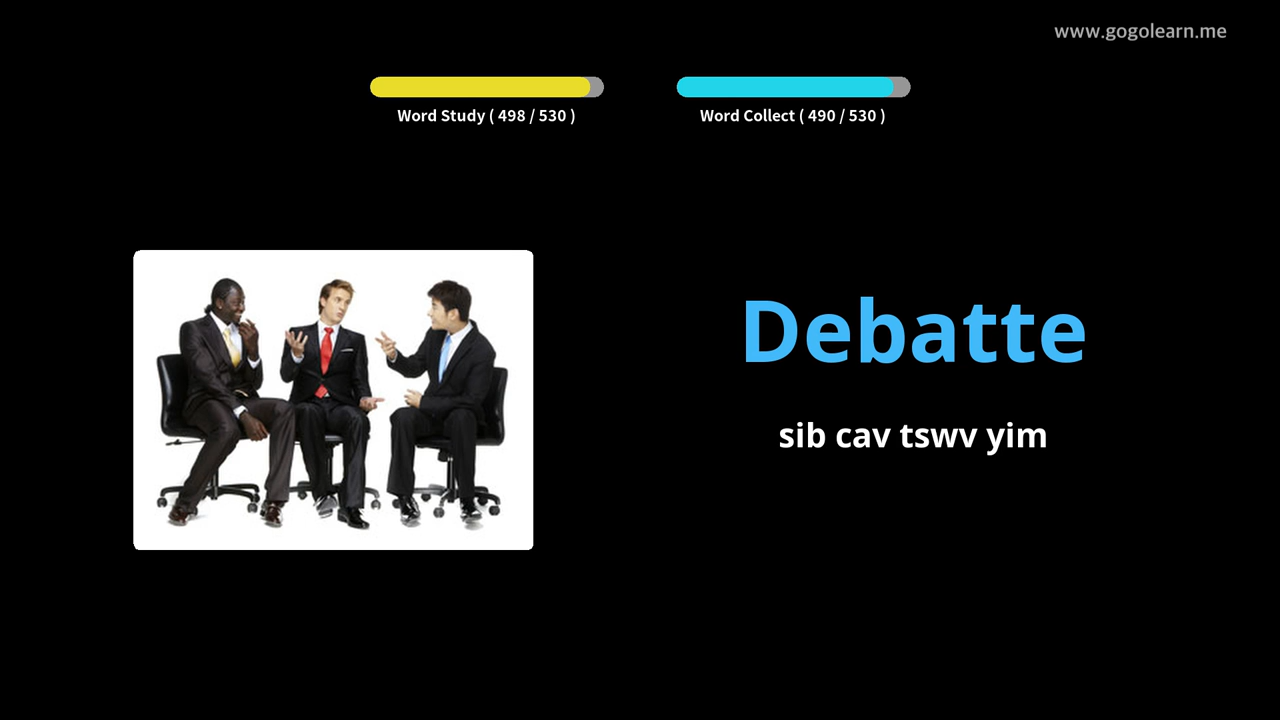 www.gogolearn.me
Word Study ( 498 / 530 )
Word Collect ( 490 / 530 )
Debatte
sib cav tswv yim